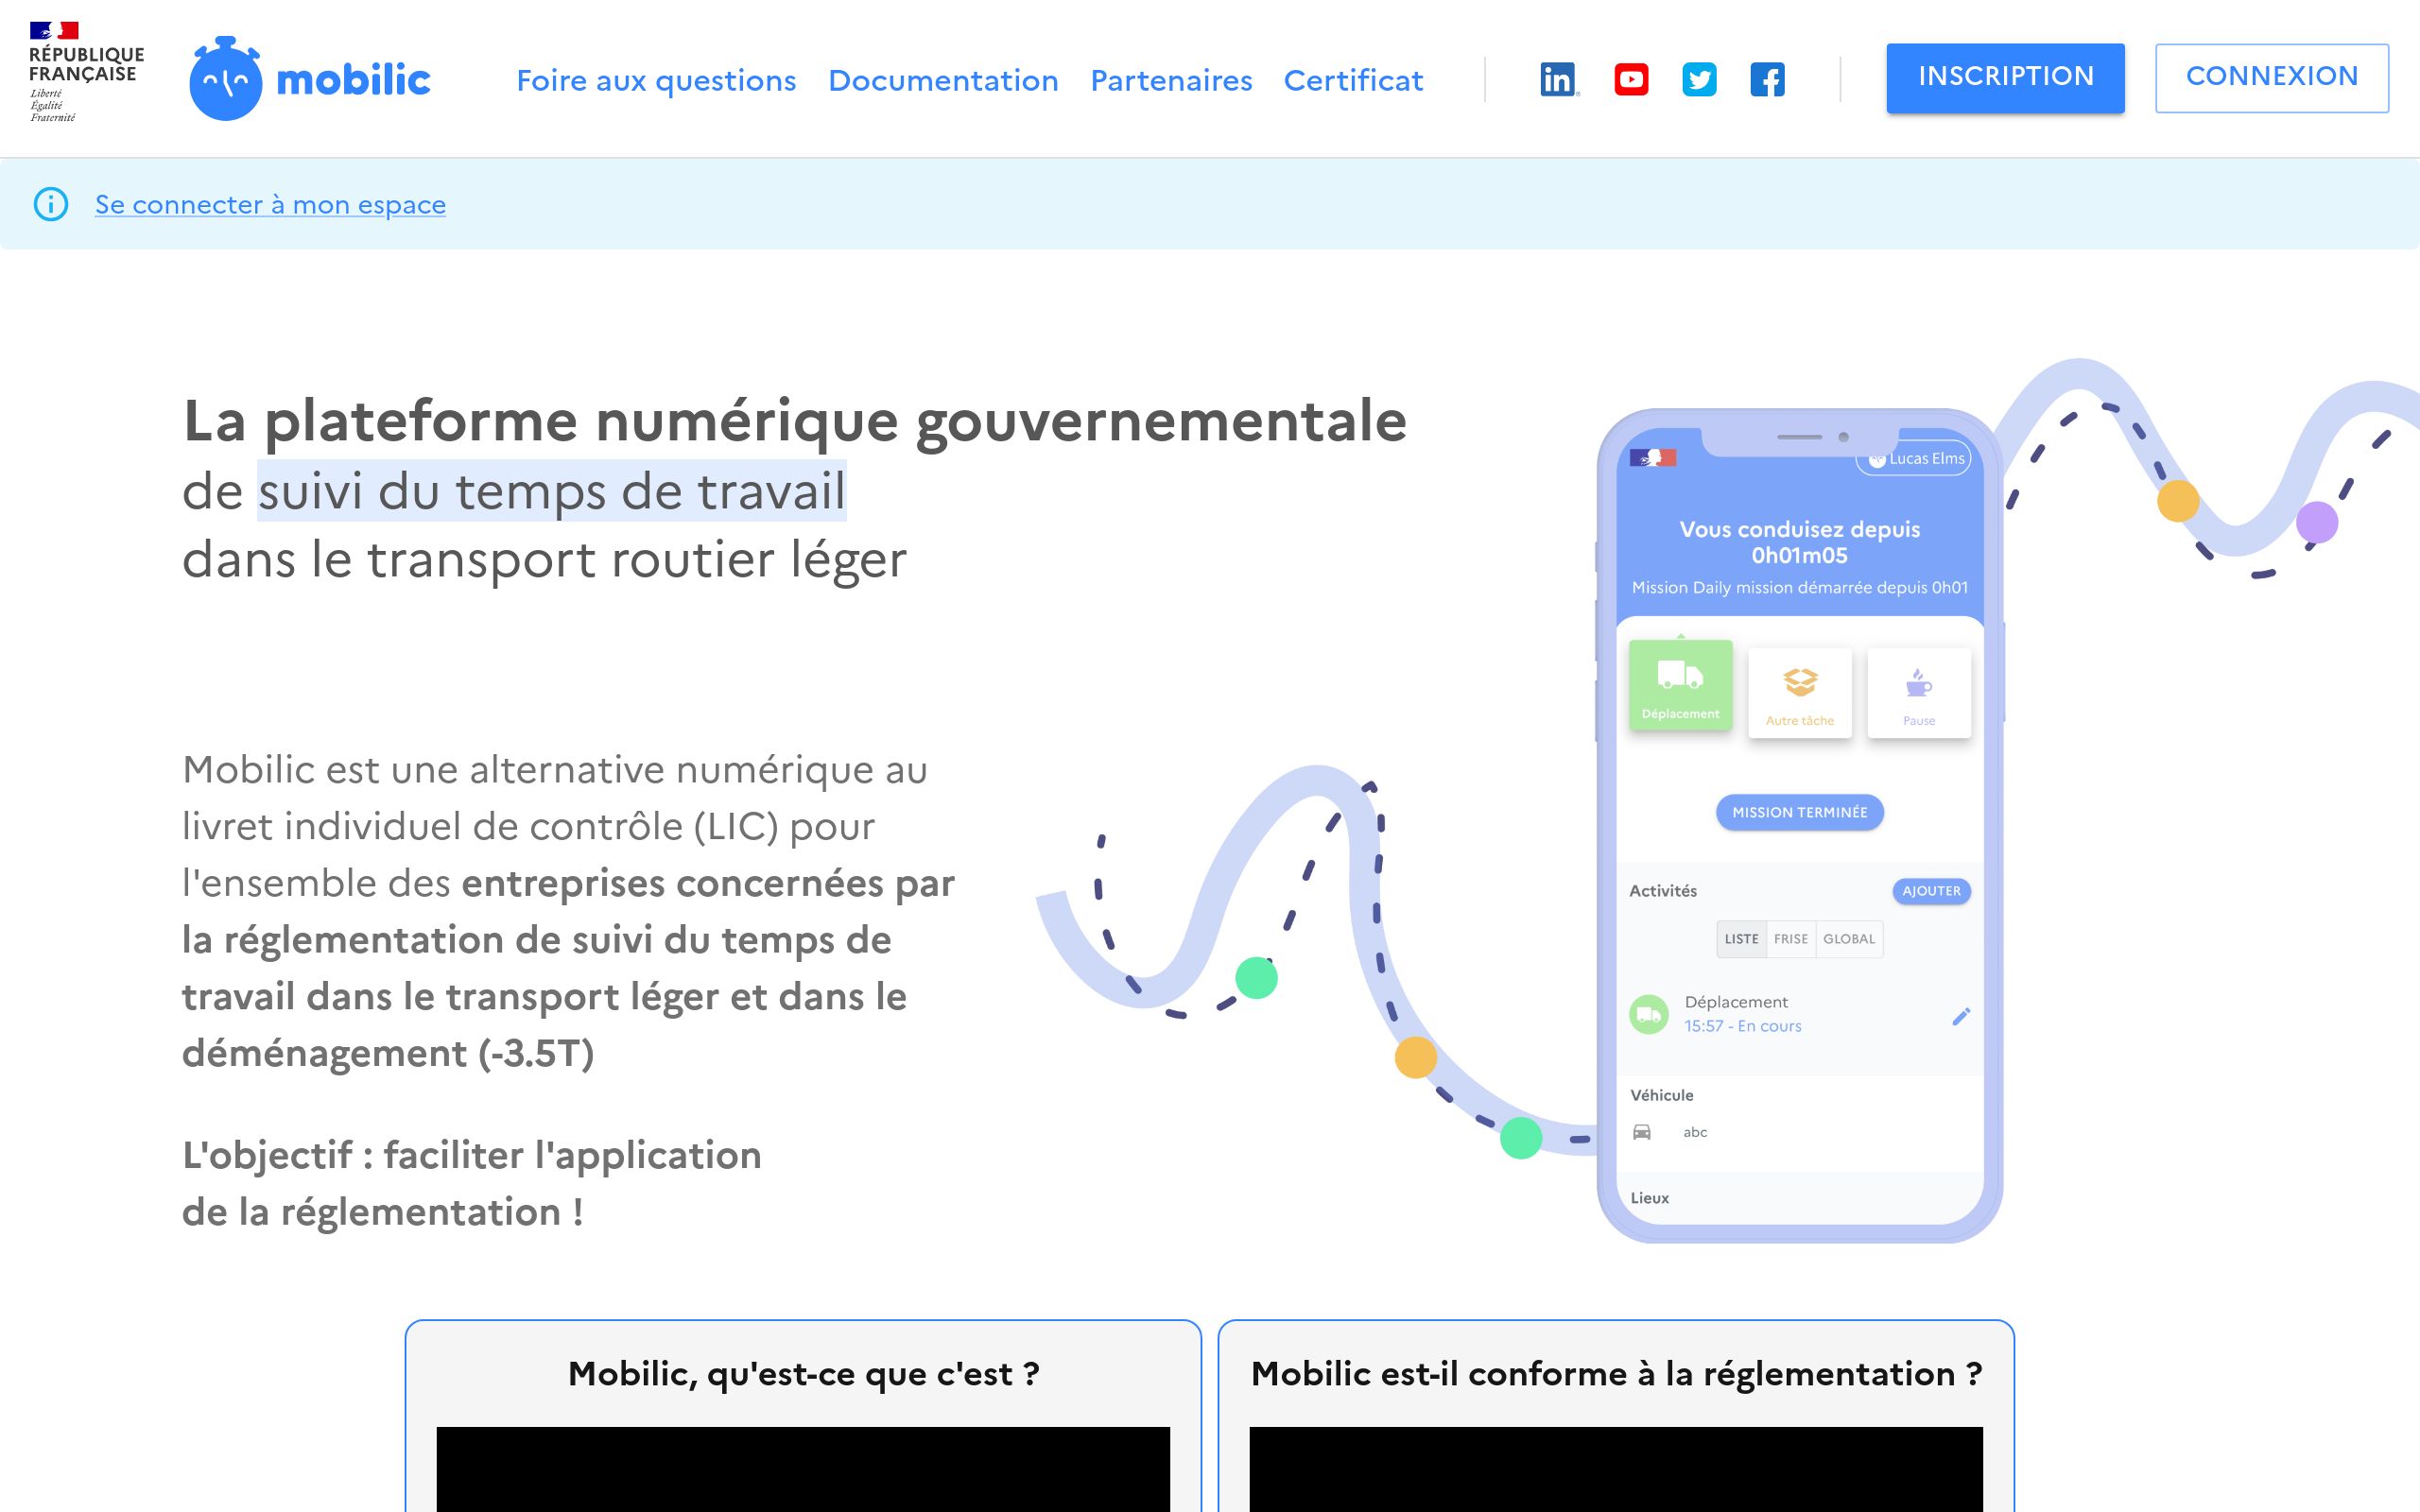 RÉPUBLIQUE
FRANÇAISE
Liberté
Égalité
Fraternité
mobilic
Foire aux questions
Documentation
Partenaires
Certificat
INSCRIPTION
CONNEXION
Se connecter à mon espace
La plateforme numérique gouvernementale
de suivi du temps de travail
dans le transport routier léger
Mobilic est une alternative numérique au
livret individuel de contrôle (LIC) pour
l'ensemble des entreprises concernées par
la réglementation de suivi du temps de
travail dans le transport léger et dans le
déménagement (-3.5T)
L'objectif : faciliter l'application
de la réglementation !
Lucas Elms
Vous conduisez depuis
0h01m05
Mission Daily mission démarrée depuis 0h01
Déplacement
Autre tâche
Pause
MISSION TERMINÉE
Activités
AJOUTER
LISTE
FRISE
GLOBAL
Déplacement
15:57 - En cours
Véhicule
abc
Lieux
Mobilic, qu'est-ce que c'est ?
Mobilic est-il conforme à la réglementation ?